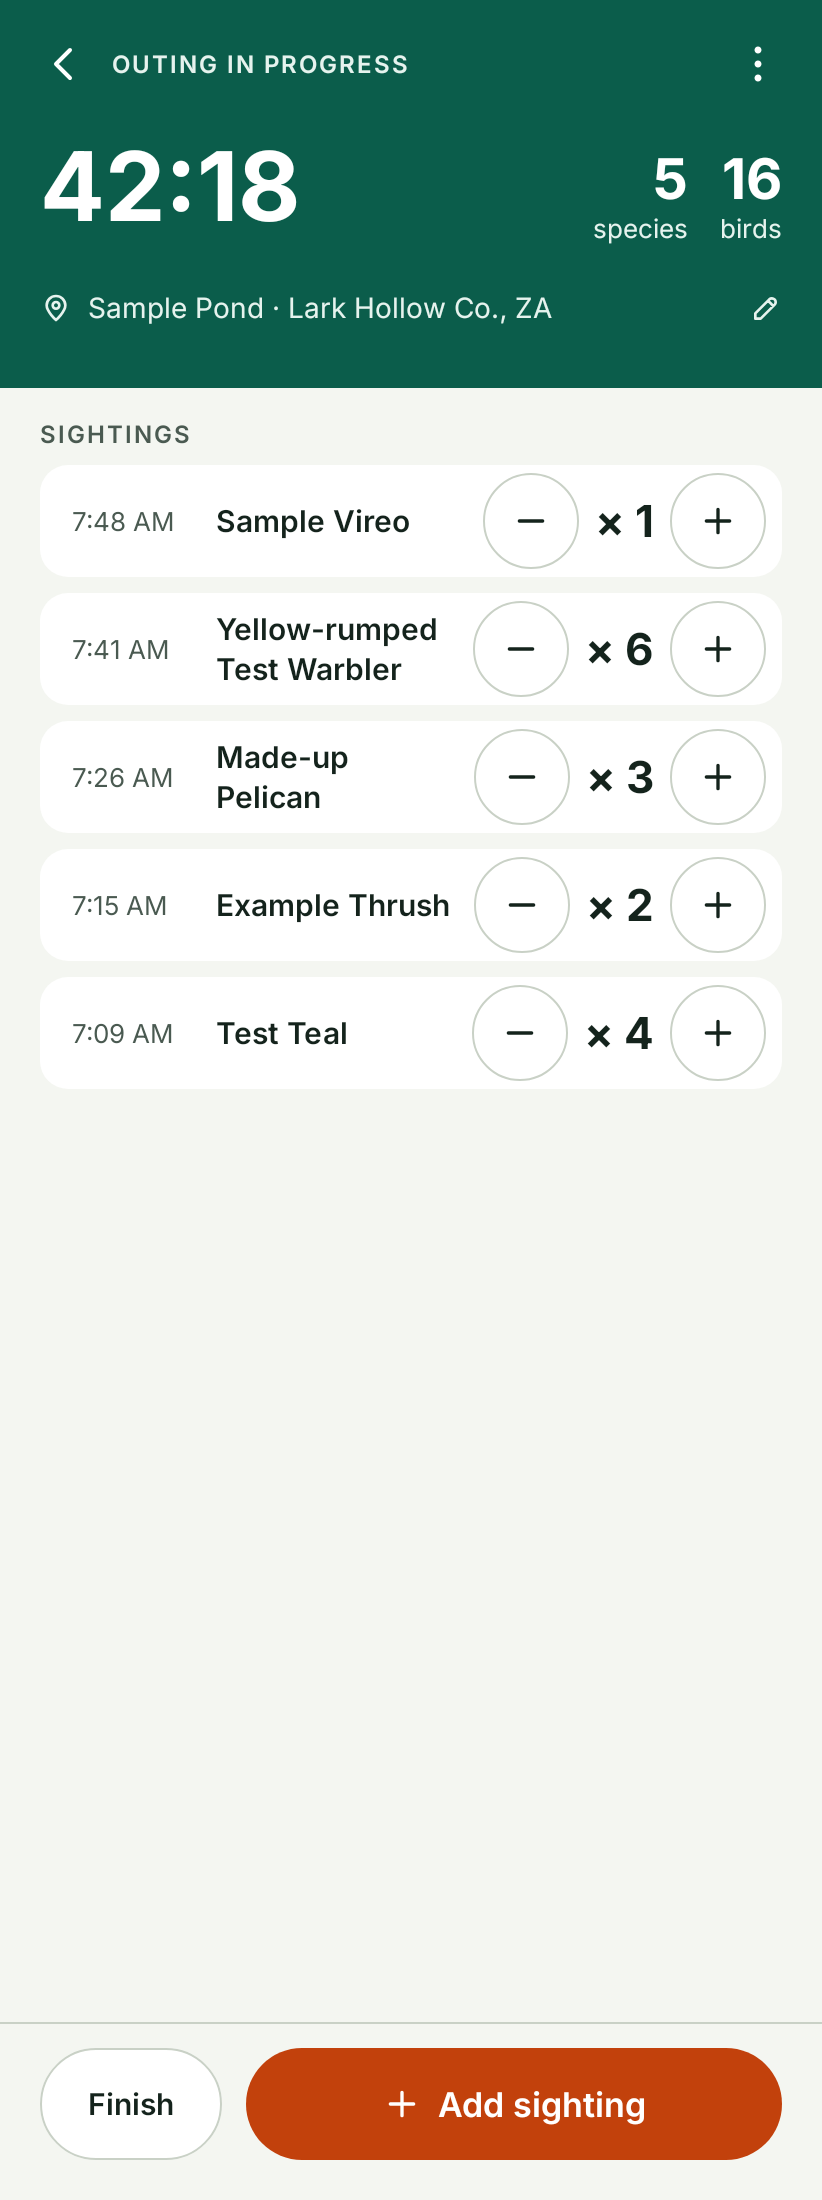 OUTING IN PROGRESS
42:18
5 16
species birds
Sample Pond · Lark Hollow Co., ZA
SIGHTINGS
7:48 AM Sample Vireo − × 1 +
7:41 AM Yellow-rumped
Test Warbler − × 6 +
7:26 AM Made-up
Pelican − × 3 +
7:15 AM Example Thrush − × 2 +
7:09 AM Test Teal − × 4 +
Finish + Add sighting